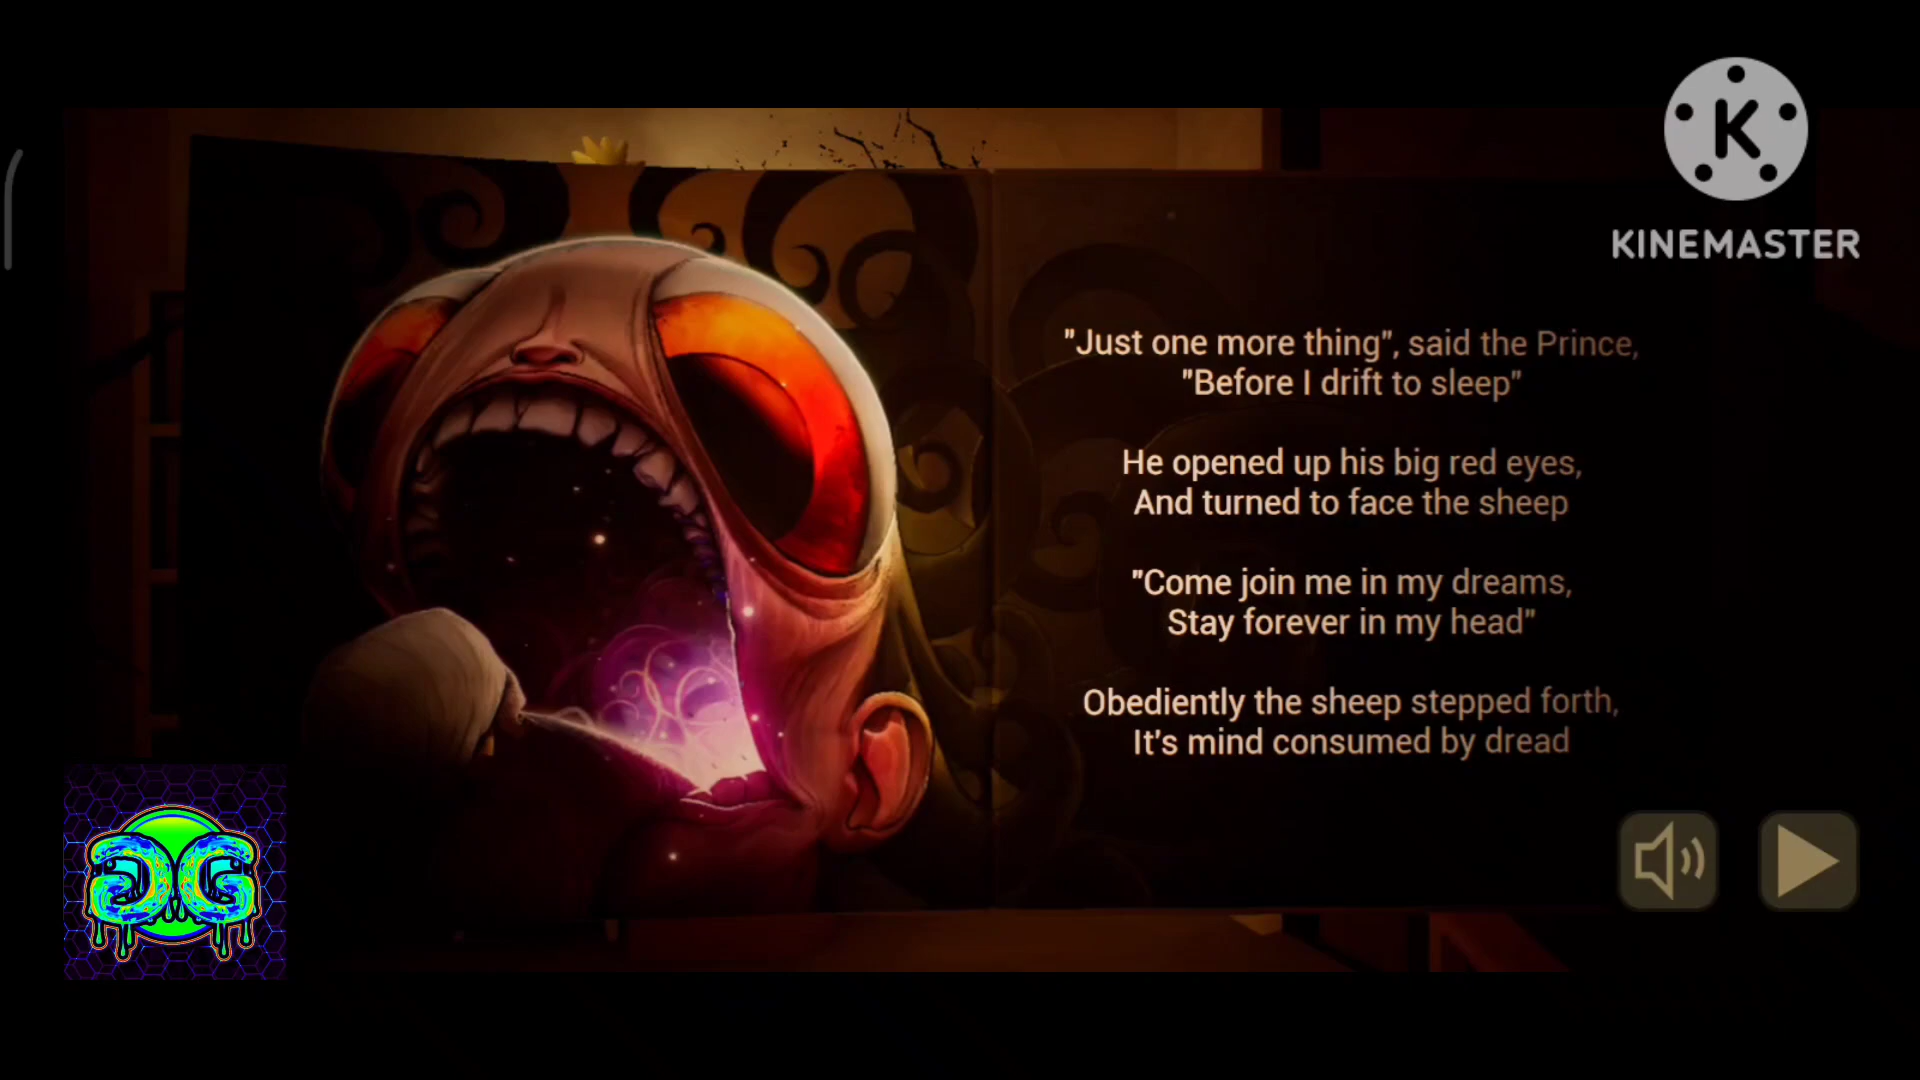 KINEMASTER
"Just one more thing", said the Prince,
"Before I drift to sleep"
He opened up his big red eyes,
And turned to face the sheep
"Come join me in my dreams,
Stay forever in my head"
Obediently the sheep stepped forth,
It's mind consumed by dread